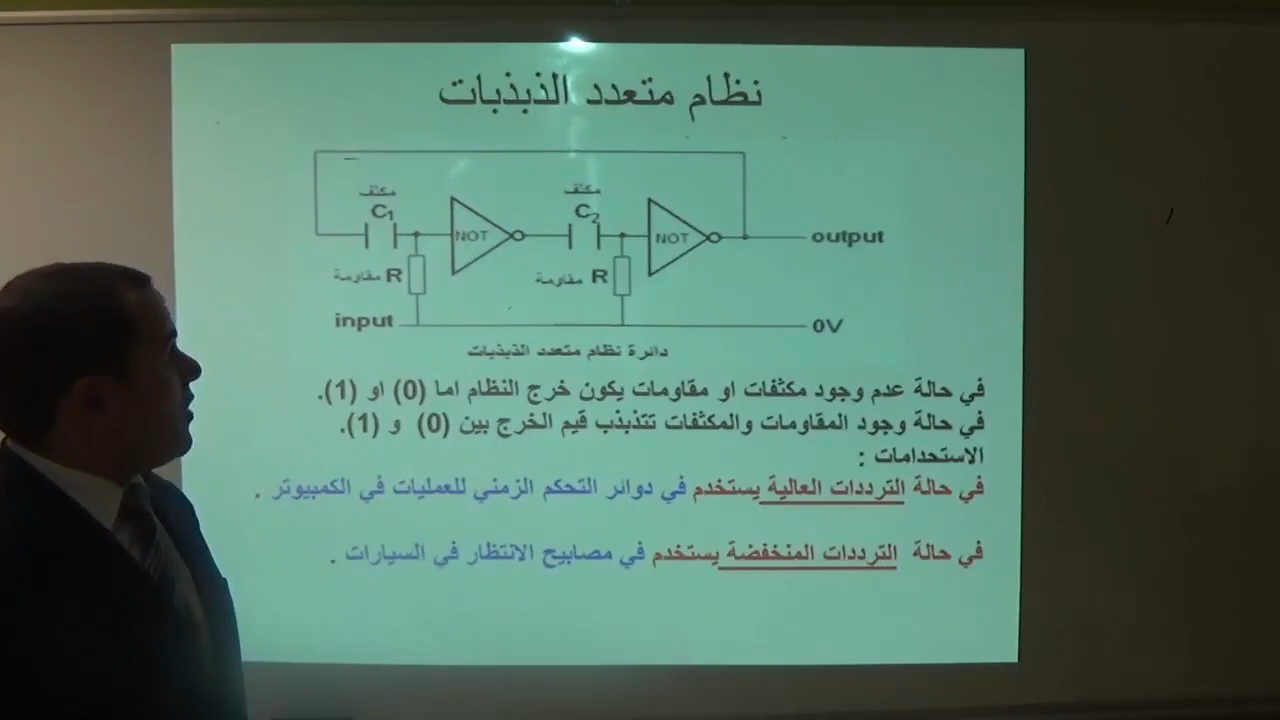 نظام متعدد الذبذبات
مكثف
مكثف
C1
C2
NOT
NOT
output
مقاومة R
مقاومة R
input
0V
دائرة نظام متعدد الذبذبات
في حالة عدم وجود مكثفات او مقاومات يكون خرج النظام اما (0) او (1).
في حالة وجود المقاومات والمكثفات تتذبذب قيم الخرج بين (0) و (1).
الاستحدامات :
في حالة الترددات العالية يستخدم في دوائر التحكم الزمني للعمليات في الكمبيوتر .
في حالة الترددات المنخفضة يستخدم في مصابيح الانتظار في السيارات .